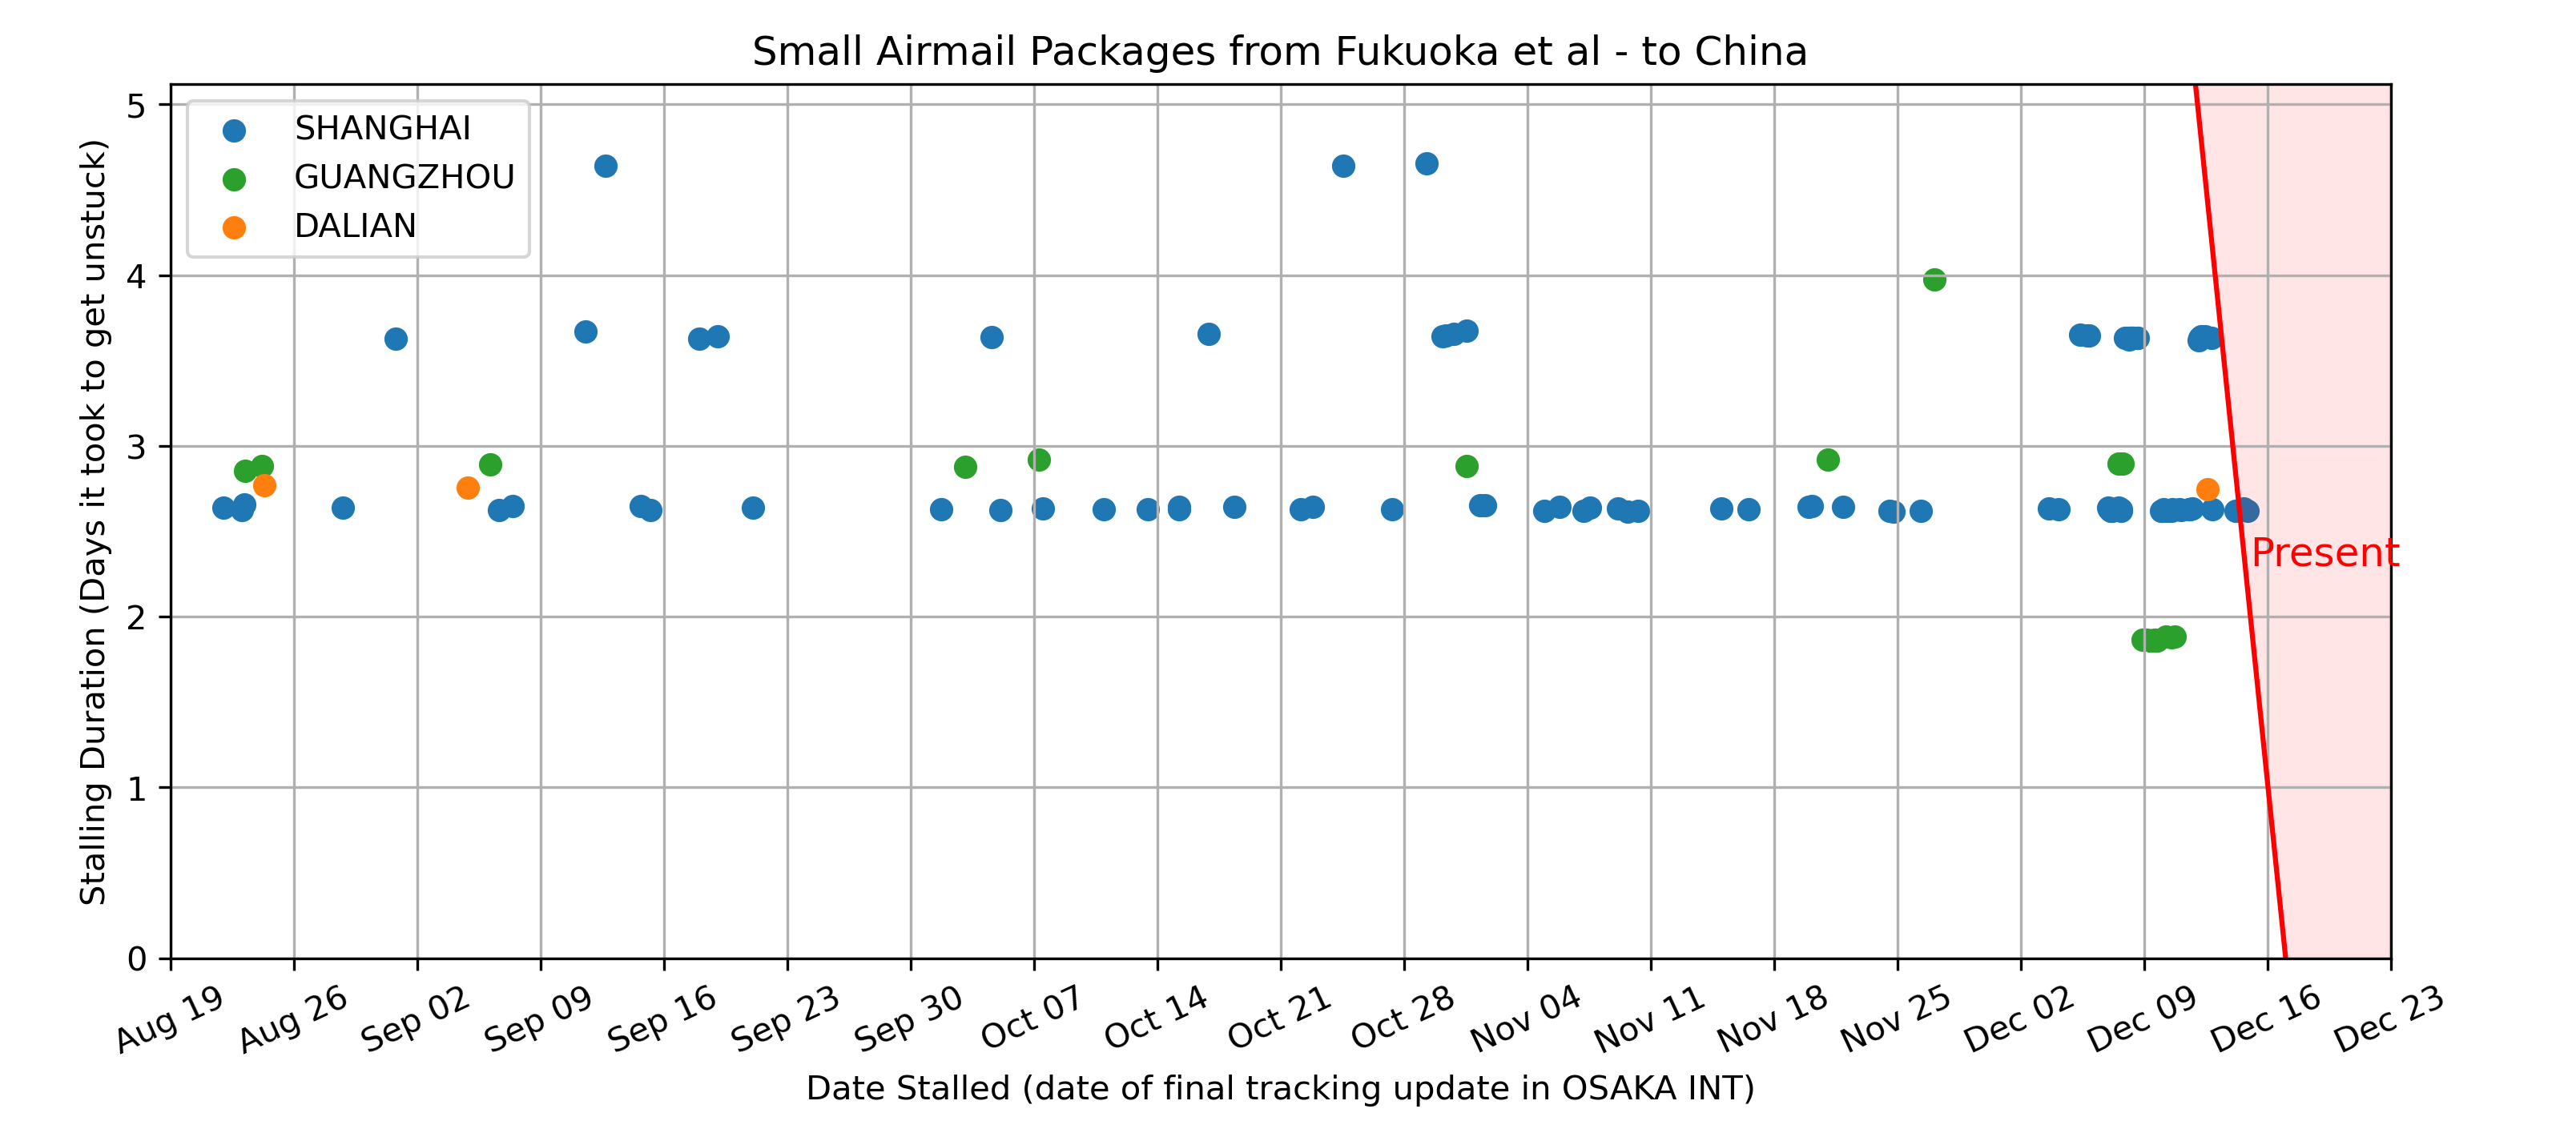 Small Airmail Packages from Fukuoka et al - to China
Stalling Duration (Days it took to get unstuck)
5
4
3
2
1
0
SHANGHAI
GUANGZHOU
DALIAN
Present
Aug 19
Aug 26
Sep 02
Sep 09
Sep 16
Sep 23
Sep 30
Oct 07
Oct 14
Oct 21
Oct 28
Nov 04
Nov 11
Nov 18
Nov 25
Dec 02
Dec 09
Dec 16
Dec 23
Date Stalled (date of final tracking update in OSAKA INT)